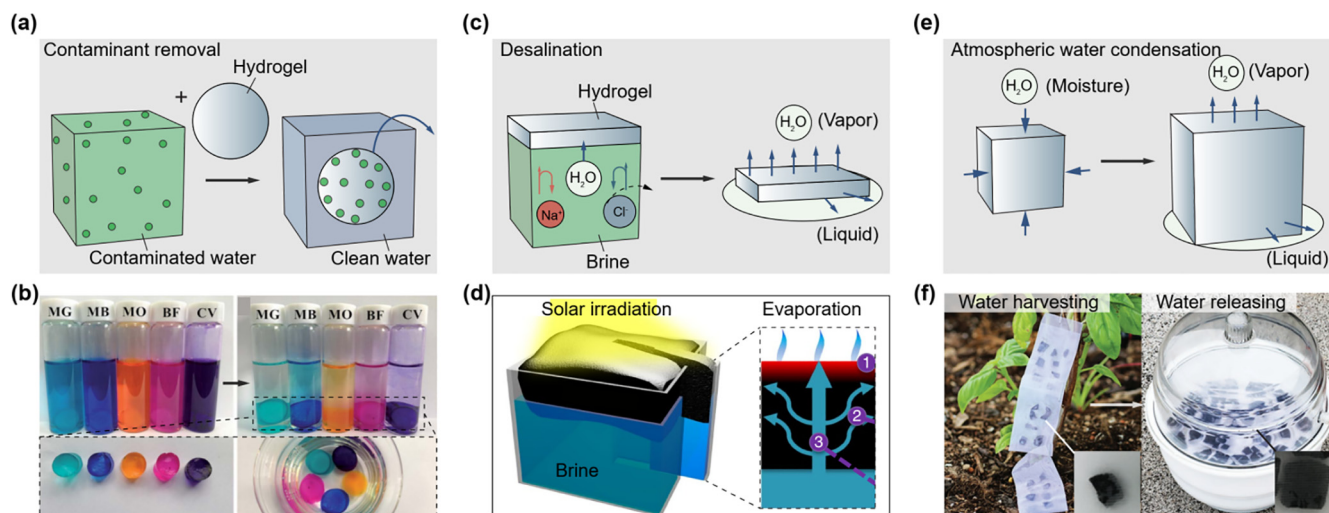 (a)
Contaminant removal
Hydrogel
+
Contaminated water
Clean water
(b)
MG MB MO BF CV
MG MB MO BF CV
(c)
Desalination
Hydrogel
H₂O
Na⁺
Cl⁻
Brine
H₂O (Vapor)
(Liquid)
(d)
Solar irradiation
Brine
Evaporation
1
2
3
(e)
Atmospheric water condensation
H₂O (Moisture)
H₂O (Vapor)
(Liquid)
(f)
Water harvesting
Water releasing